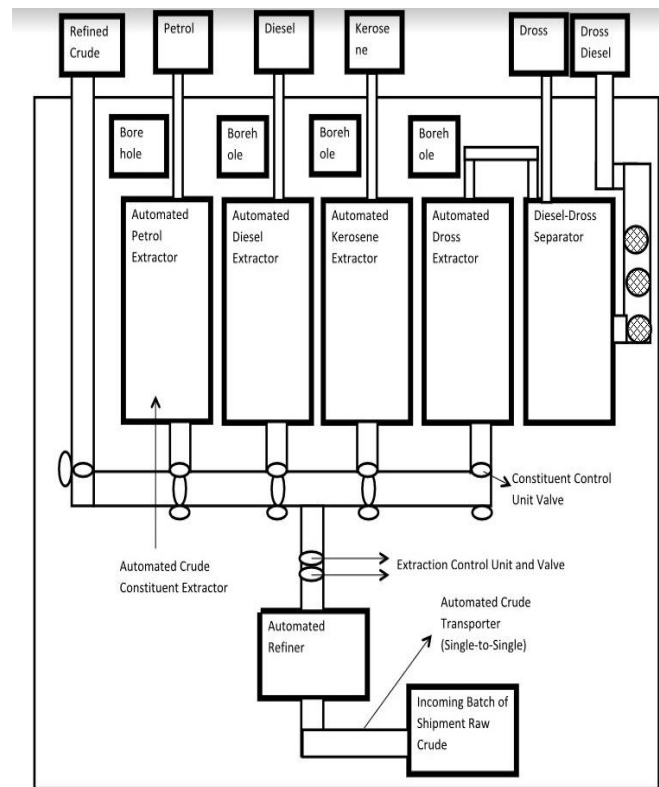 Refined
Crude
Petrol
Diesel
Kerose
ne
Dross
Dross
Diesel
Bore
hole
Boreh
ole
Boreh
ole
Boreh
ole
Automated
Petrol
Extractor
Automated
Diesel
Extractor
Automated
Kerosene
Extractor
Automated
Dross
Extractor
Diesel-Dross
Separator
Constituent Control
Unit Valve
Automated Crude
Constituent Extractor
Extraction Control Unit and Valve
Automated Crude
Transporter
(Single-to-Single)
Automated
Refiner
Incoming Batch of
Shipment Raw
Crude